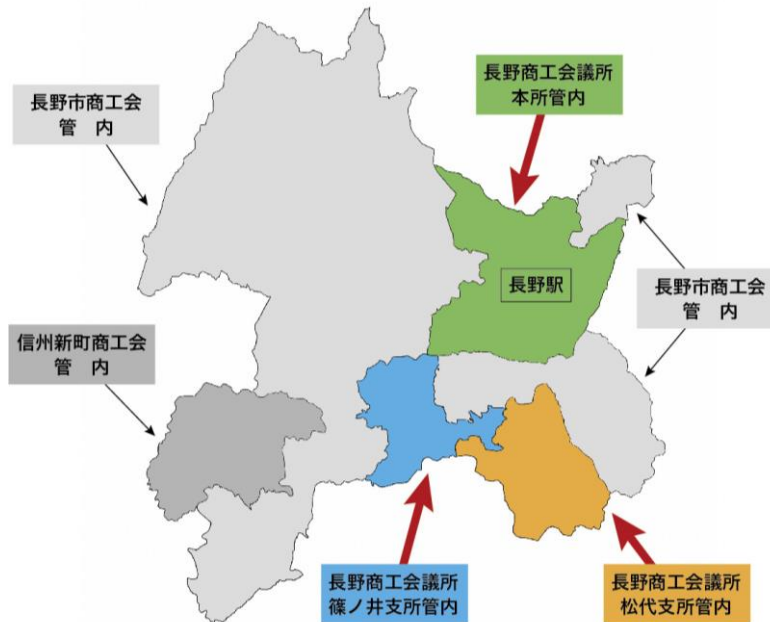 長野商工会議所
本所管内
長野市商工会
管　内
長野駅
長野市商工会
管　内
信州新町商工会
管　内
長野商工会議所
篠ノ井支所管内
長野商工会議所
松代支所管内